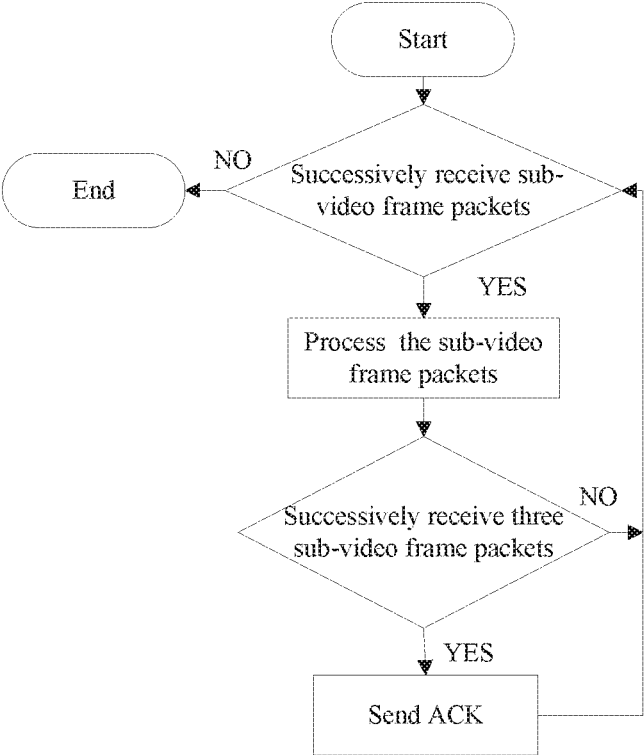 Start
NO
End
Successively receive sub-
video frame packets
YES
Process the sub-video
frame packets
NO
Successively receive three
sub-video frame packets
YES
Send ACK